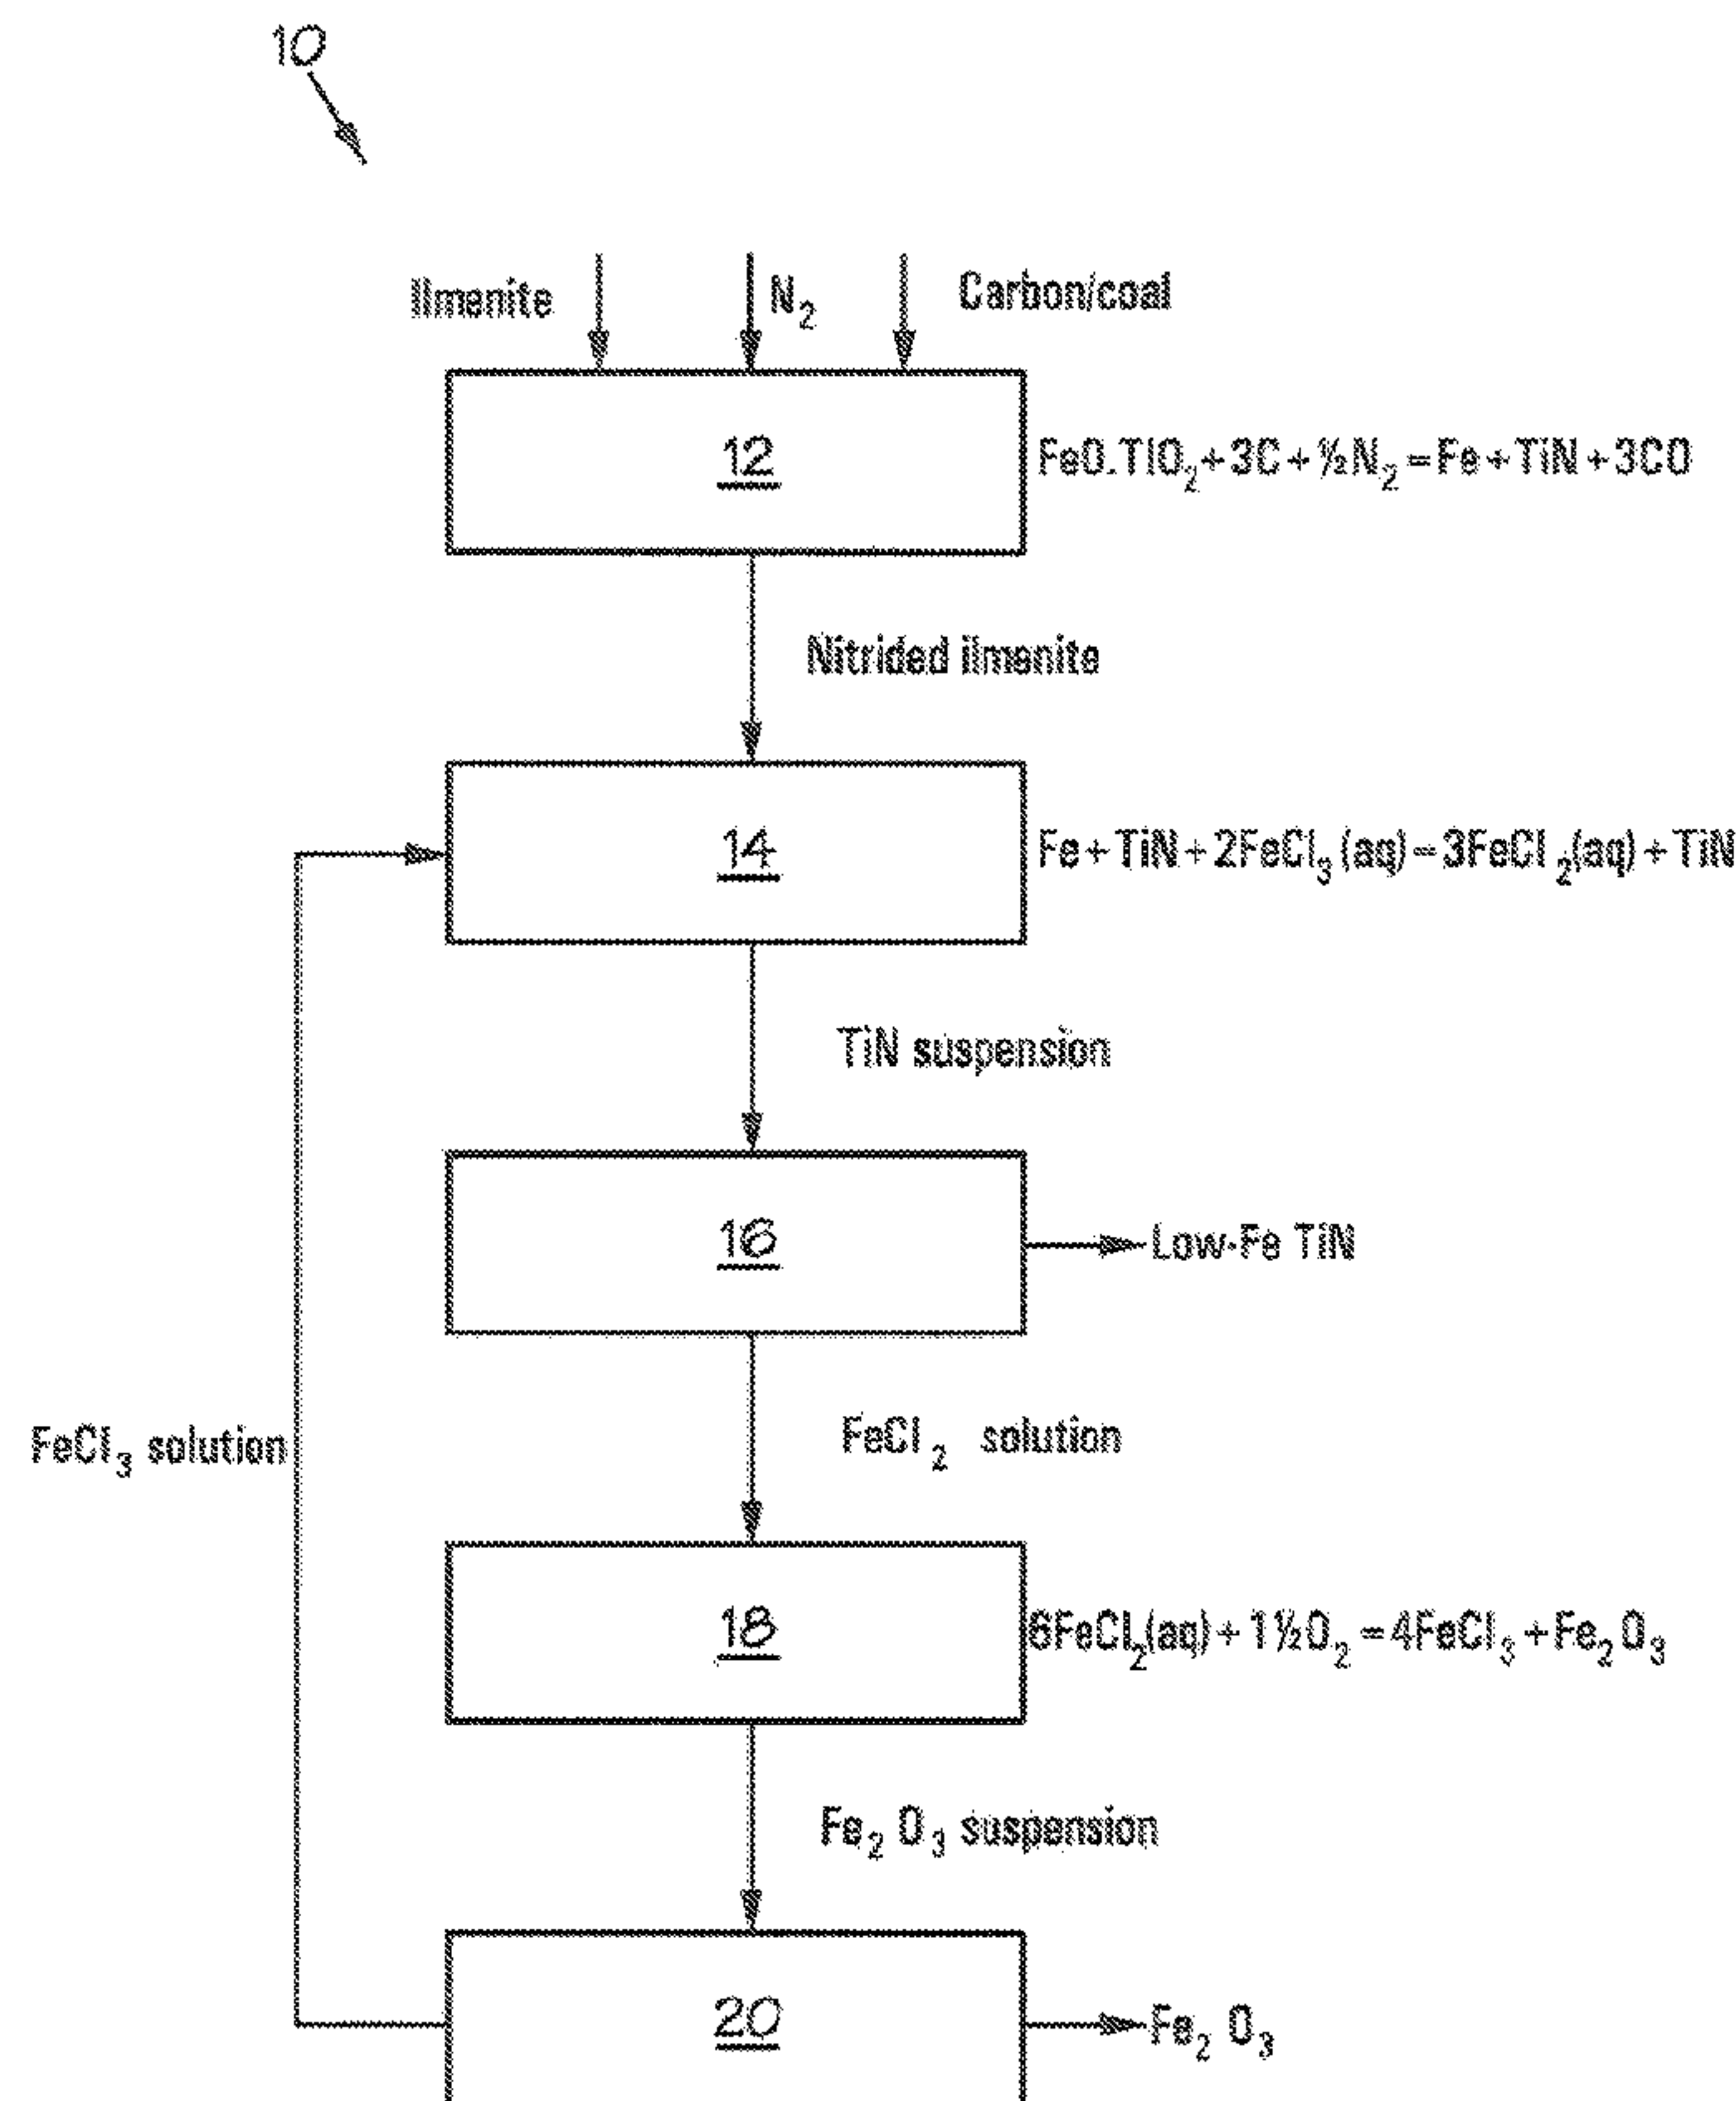 10
Ilmenite
N₂
Carbon/coal
12
FeO.TiO₂+3C+½N₂=Fe+TiN+3CO
Nitrided ilmenite
14
Fe+TiN+2FeCl₃(aq)=3FeCl₂(aq)+TiN
TiN suspension
16
Low-Fe TiN
FeCl₃ solution
FeCl₂ solution
18
6FeCl₂(aq)+1½O₂=4FeCl₃+Fe₂O₃
Fe₂O₃ suspension
20
Fe₂O₃